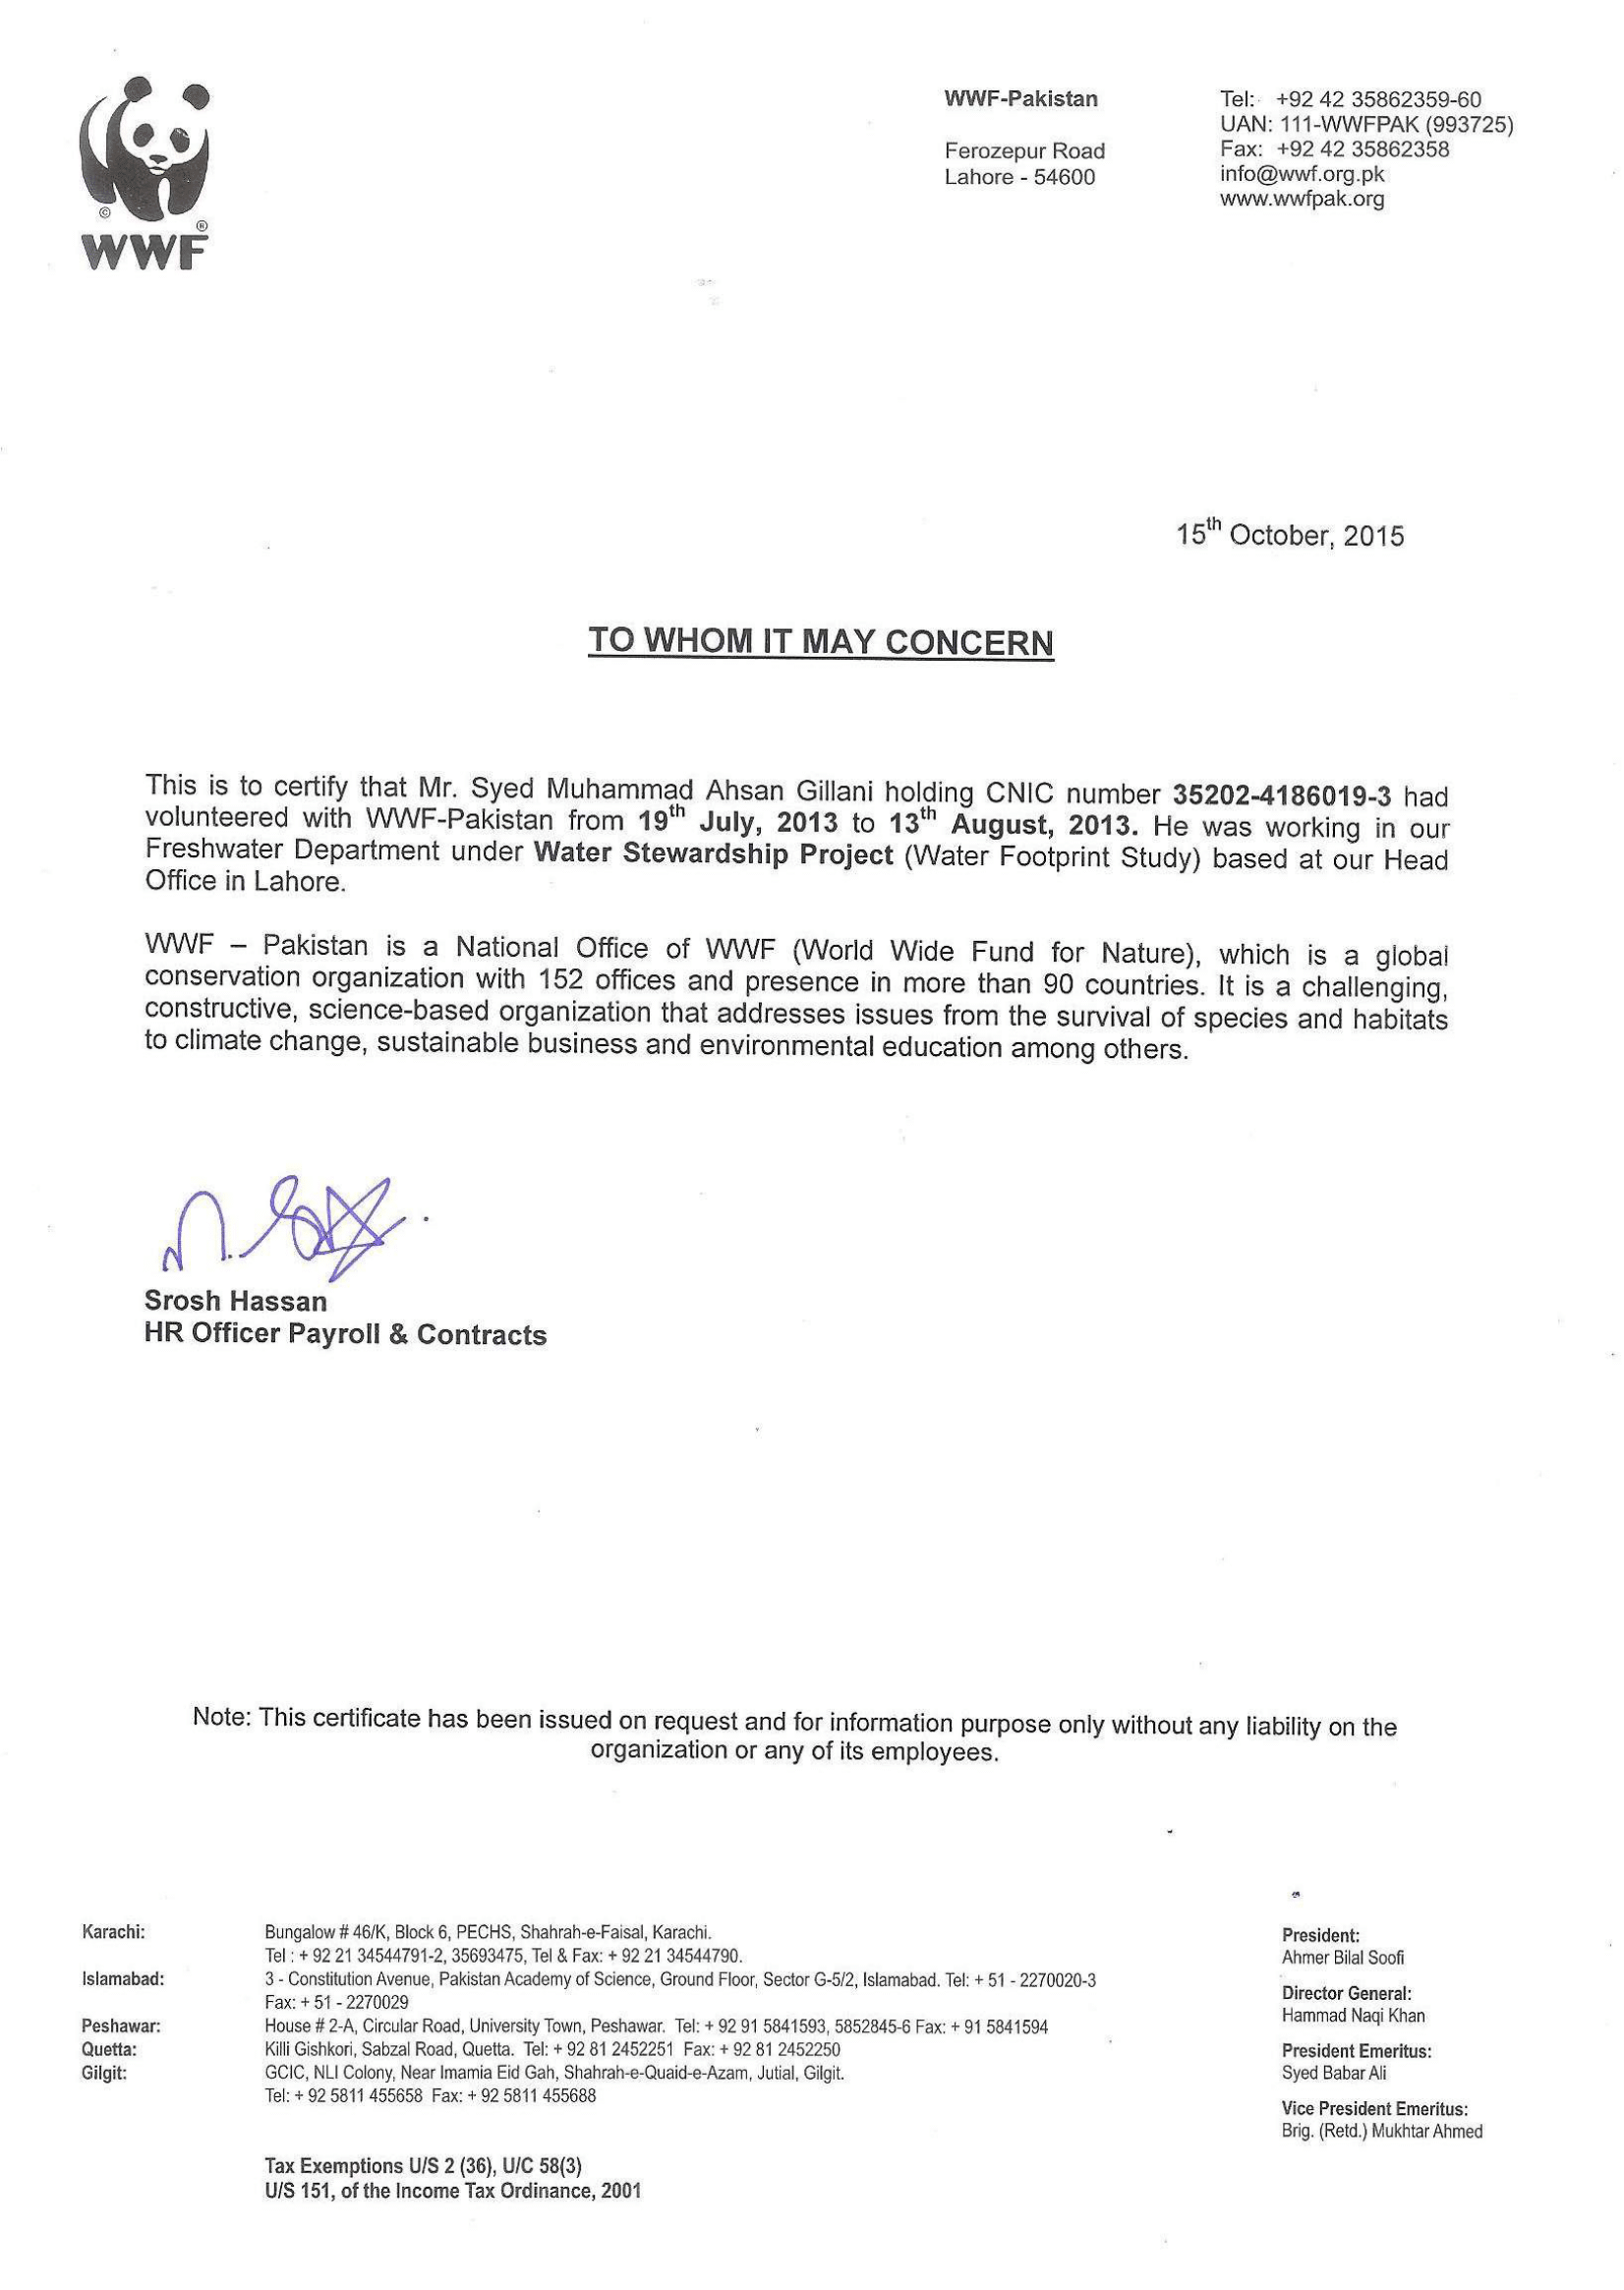 WWF
WWF-Pakistan
Ferozepur Road
Lahore - 54600
Tel: +92 42 35862359-60
UAN: 111-WWFPAK (993725)
Fax: +92 42 35862358
info@wwf.org.pk
www.wwfpak.org
15th October, 2015
TO WHOM IT MAY CONCERN
This is to certify that Mr. Syed Muhammad Ahsan Gillani holding CNIC number 35202-4186019-3 had
volunteered with WWF-Pakistan from 19th July, 2013 to 13th August, 2013. He was working in our
Freshwater Department under Water Stewardship Project (Water Footprint Study) based at our Head
Office in Lahore.
WWF – Pakistan is a National Office of WWF (World Wide Fund for Nature), which is a global
conservation organization with 152 offices and presence in more than 90 countries. It is a challenging,
constructive, science-based organization that addresses issues from the survival of species and habitats
to climate change, sustainable business and environmental education among others.
Srosh Hassan
HR Officer Payroll & Contracts
Note: This certificate has been issued on request and for information purpose only without any liability on the
organization or any of its employees.
Karachi: Bungalow # 46/K, Block 6, PECHS, Shahrah-e-Faisal, Karachi.
Tel : + 92 21 34544791-2, 35693475, Tel & Fax: + 92 21 34544790.
Islamabad: 3 - Constitution Avenue, Pakistan Academy of Science, Ground Floor, Sector G-5/2, Islamabad. Tel: + 51 - 2270020-3
Fax: + 51 - 2270029
Peshawar: House # 2-A, Circular Road, University Town, Peshawar. Tel: + 92 91 5841593, 5852845-6 Fax: + 91 5841594
Quetta: Killi Gishkori, Sabzal Road, Quetta. Tel: + 92 81 2452251 Fax: + 92 81 2452250
Gilgit: GCIC, NLI Colony, Near Imamia Eid Gah, Shahrah-e-Quaid-e-Azam, Jutial, Gilgit.
Tel: + 92 5811 455658 Fax: + 92 5811 455688
Tax Exemptions U/S 2 (36), U/C 58(3)
U/S 151, of the Income Tax Ordinance, 2001
President:
Ahmer Bilal Soofi
Director General:
Hammad Naqi Khan
President Emeritus:
Syed Babar Ali
Vice President Emeritus:
Brig. (Retd.) Mukhtar Ahmed